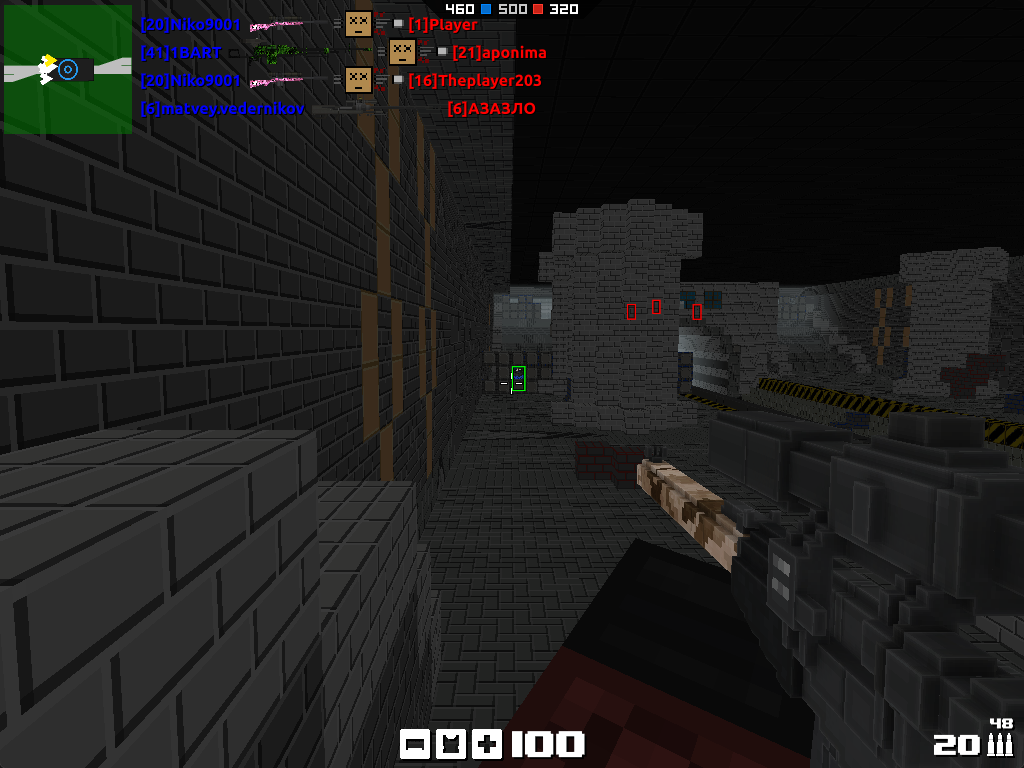 460 500 320
[20]Niko9001 [1]Player
[41]1BART [21]aponima
[20]Niko9001 [16]Theplayer203
[6]matvey.vedernikov [6]АЗАЗЛО
100
48
20